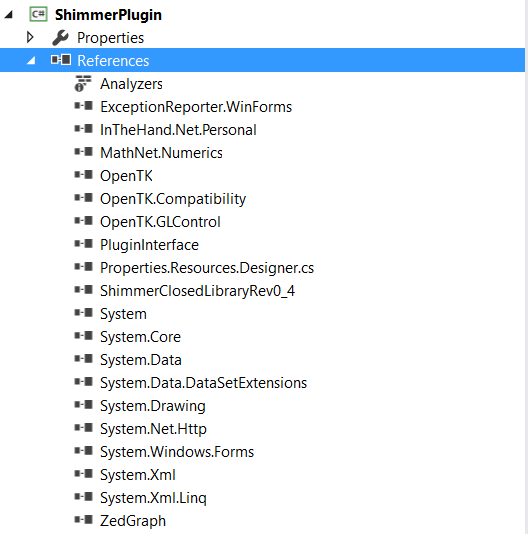 C# ShimmerPlugin
Properties
References
Analyzers
ExceptionReporter.WinForms
InTheHand.Net.Personal
MathNet.Numerics
OpenTK
OpenTK.Compatibility
OpenTK.GLControl
PluginInterface
Properties.Resources.Designer.cs
ShimmerClosedLibraryRev0_4
System
System.Core
System.Data
System.Data.DataSetExtensions
System.Drawing
System.Net.Http
System.Windows.Forms
System.Xml
System.Xml.Linq
ZedGraph